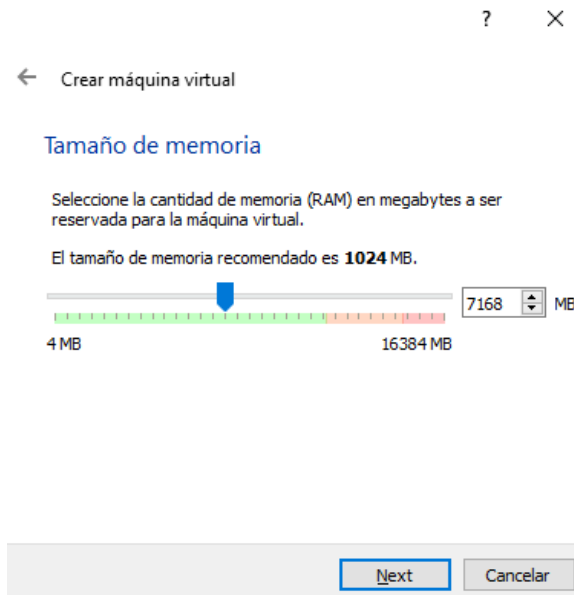 ?
Crear máquina virtual
Tamaño de memoria
Seleccione la cantidad de memoria (RAM) en megabytes a ser
reservada para la máquina virtual.
El tamaño de memoria recomendado es 1024 MB.
7168 MB
4 MB 16384 MB
Next Cancelar